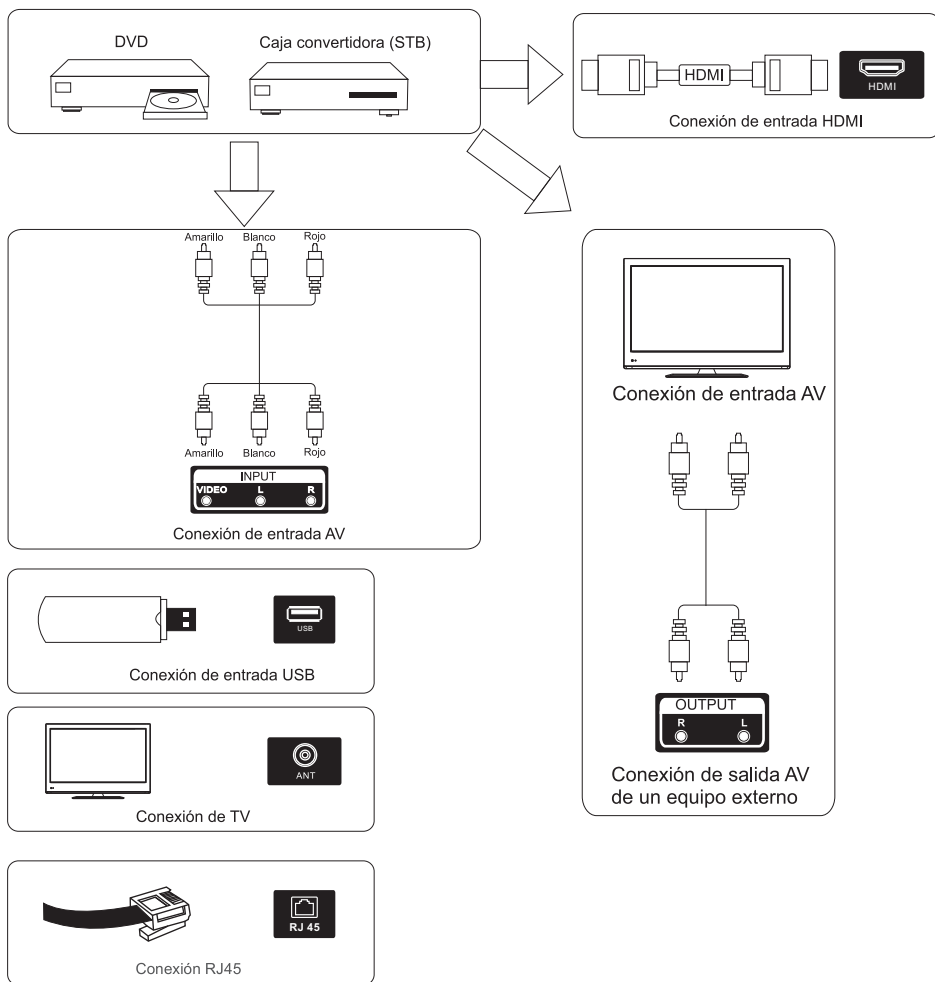 DVD
Caja convertidora (STB)
HDMI
HDMI
Conexión de entrada HDMI
Amarillo Blanco Rojo
Amarillo Blanco Rojo
INPUT
VIDEO L R
Conexión de entrada AV
Conexión de entrada AV
OUTPUT
R L
Conexión de salida AV
de un equipo externo
USB
Conexión de entrada USB
ANT
Conexión de TV
RJ 45
Conexión RJ45